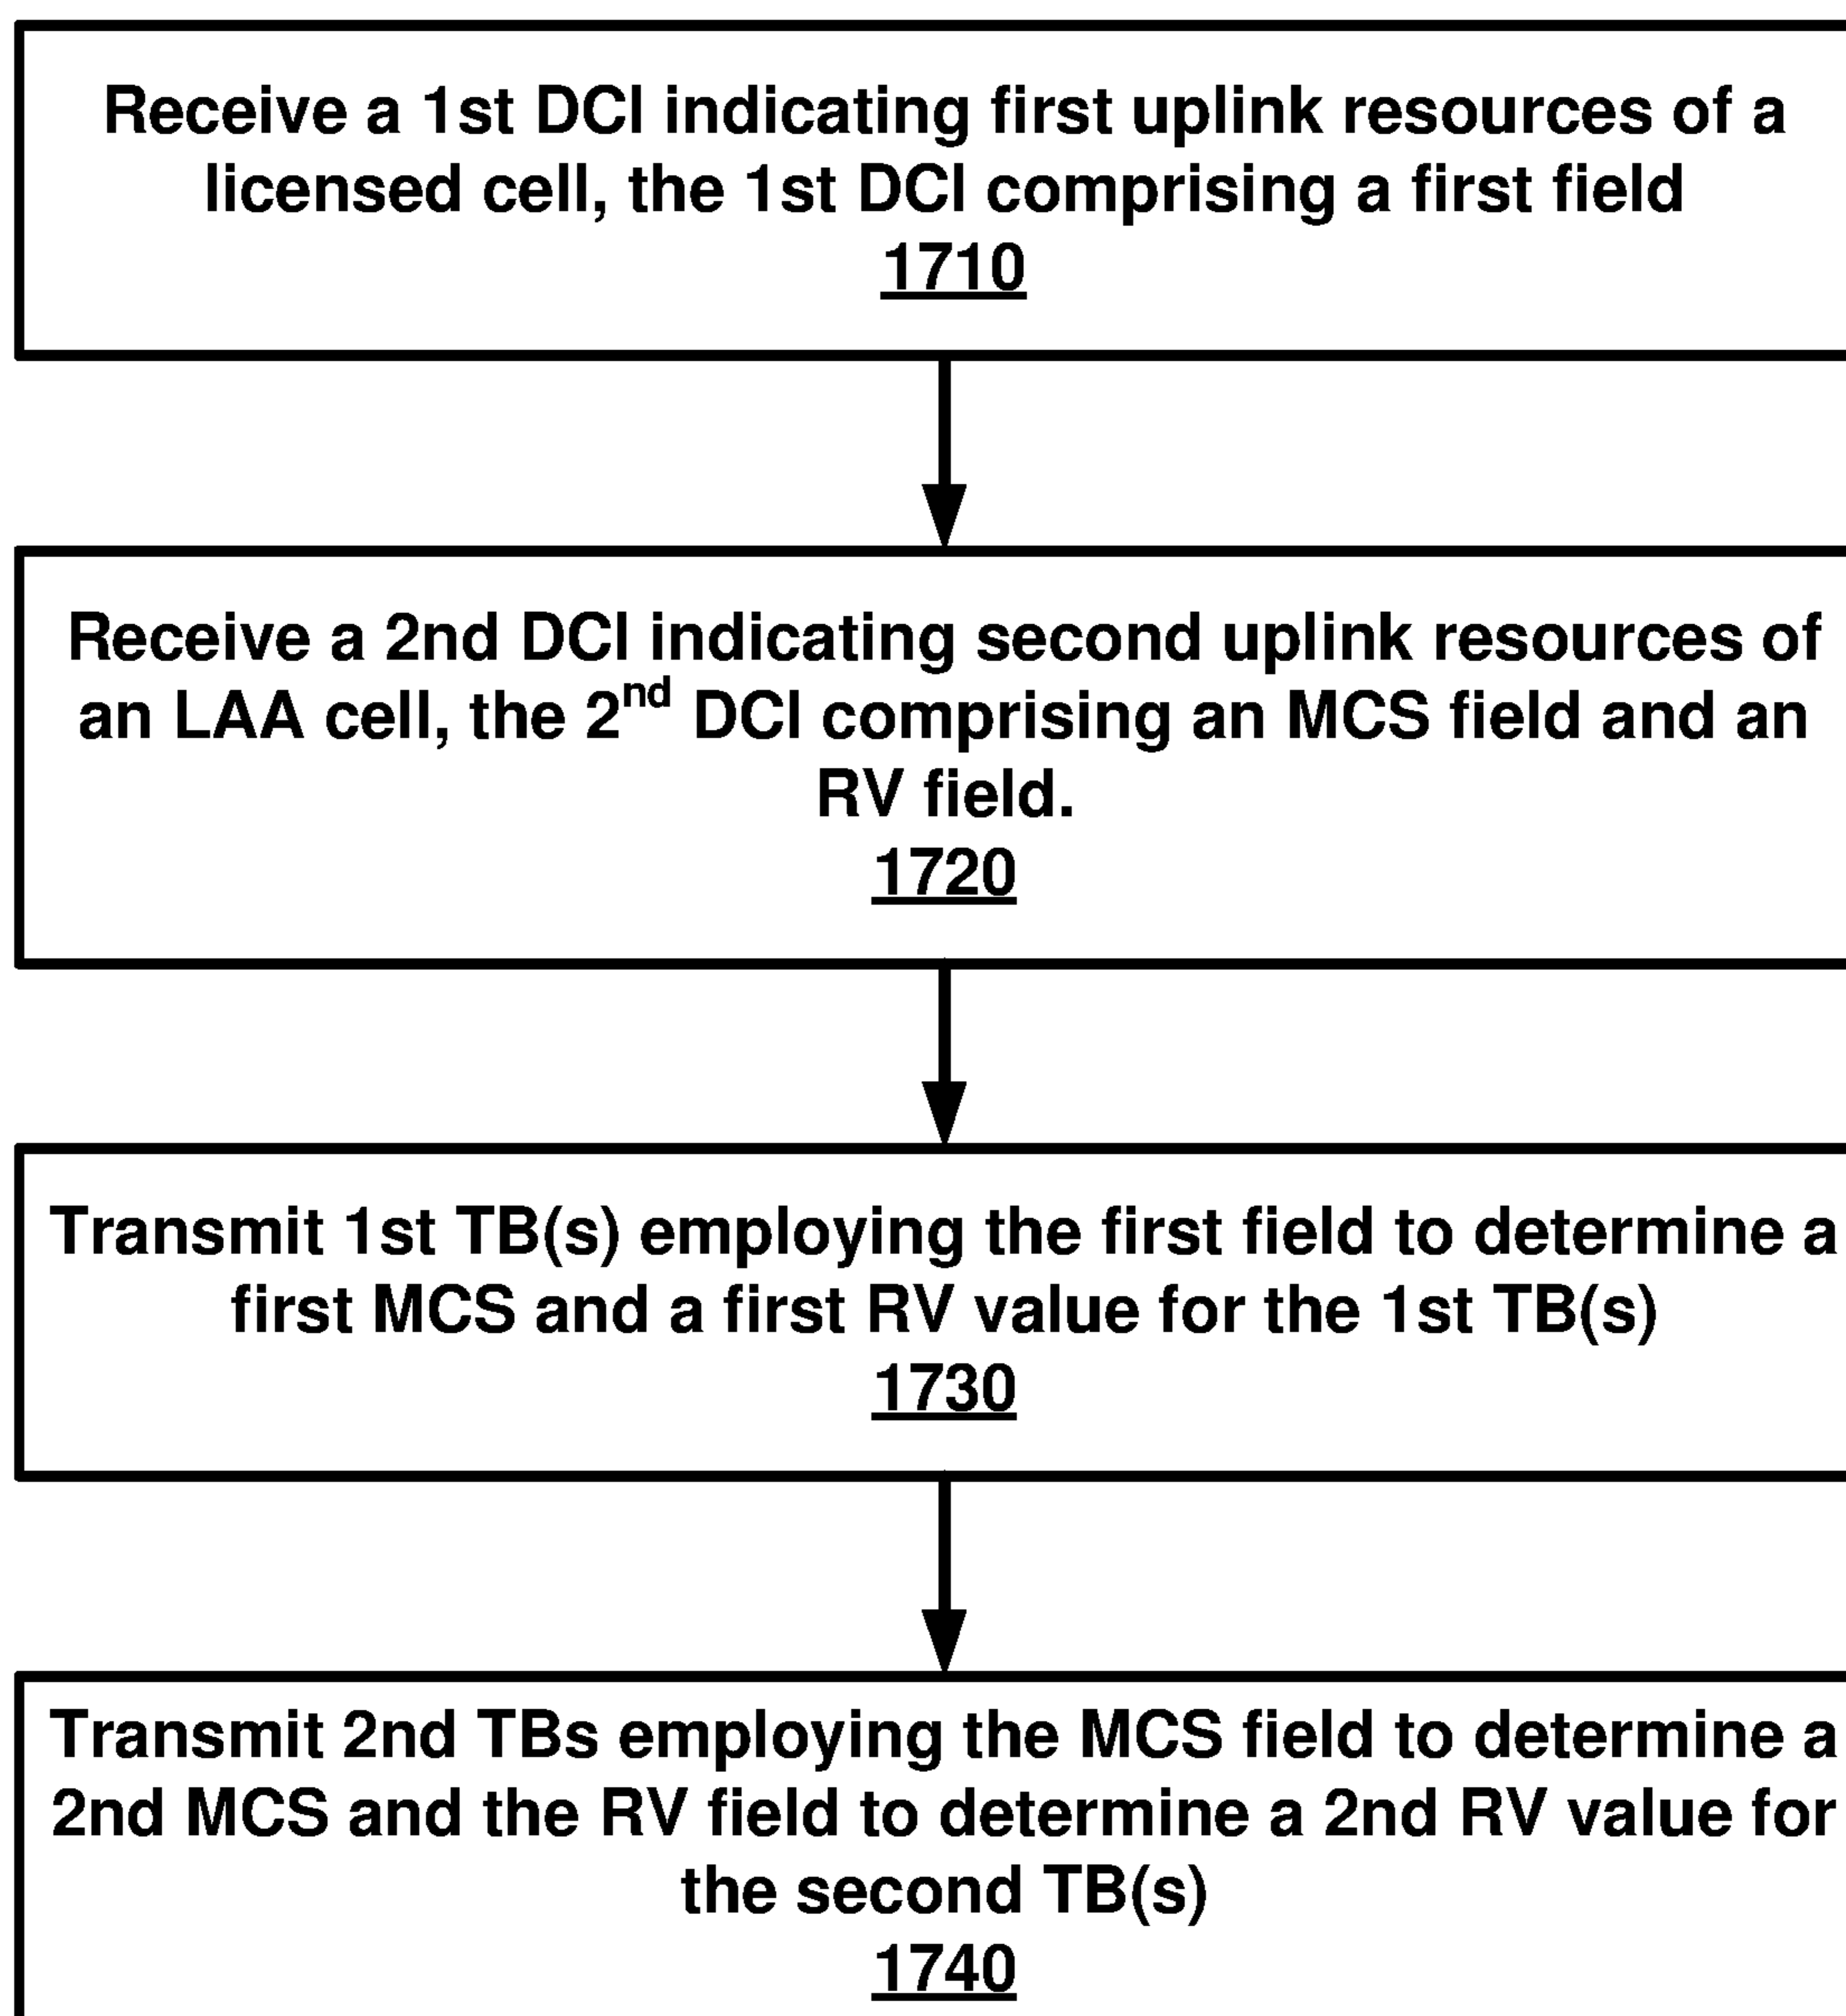 Receive a 1st DCI indicating first uplink resources of a
licensed cell, the 1st DCI comprising a first field
1710
Receive a 2nd DCI indicating second uplink resources of
an LAA cell, the 2nd DCI comprising an MCS field and an
RV field.
1720
Transmit 1st TB(s) employing the first field to determine a
first MCS and a first RV value for the 1st TB(s)
1730
Transmit 2nd TBs employing the MCS field to determine a
2nd MCS and the RV field to determine a 2nd RV value for
the second TB(s)
1740